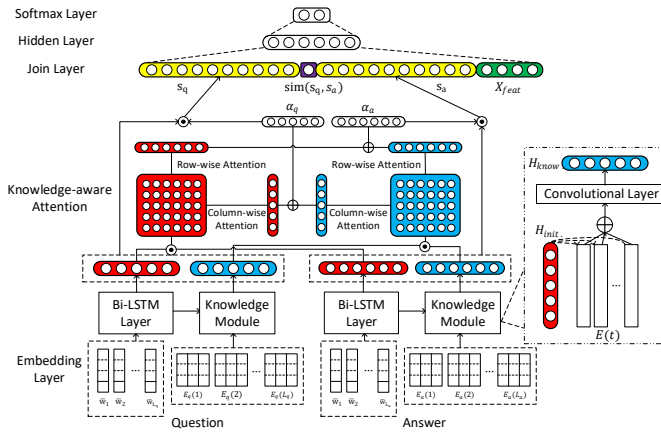 Softmax Layer
Hidden Layer
Join Layer
s_q
sim(s_q, s_a)
s_a
X_feat
α_q
α_a
Row-wise Attention
Row-wise Attention
Knowledge-aware
Attention
Column-wise
Attention
Column-wise
Attention
H_know
Convolutional Layer
H_init
...
E(t)
Bi-LSTM
Layer
Knowledge
Module
Bi-LSTM
Layer
Knowledge
Module
Embedding
Layer
...
...
...
...
w̄_1 w̄_2 w̄_{L_q}
E_q(1) E_q(2) E_q(L_q)
w̄_1 w̄_2
E_a(1) E_a(2) E_a(L_a)
Question
Answer